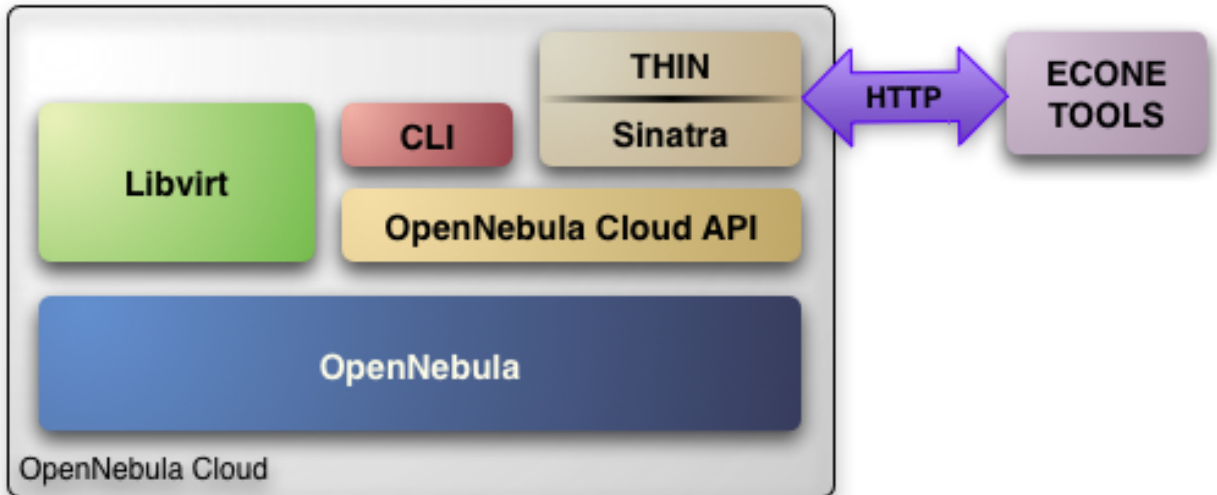 THIN
Sinatra
HTTP
ECONE
TOOLS
Libvirt
CLI
OpenNebula Cloud API
OpenNebula
OpenNebula Cloud